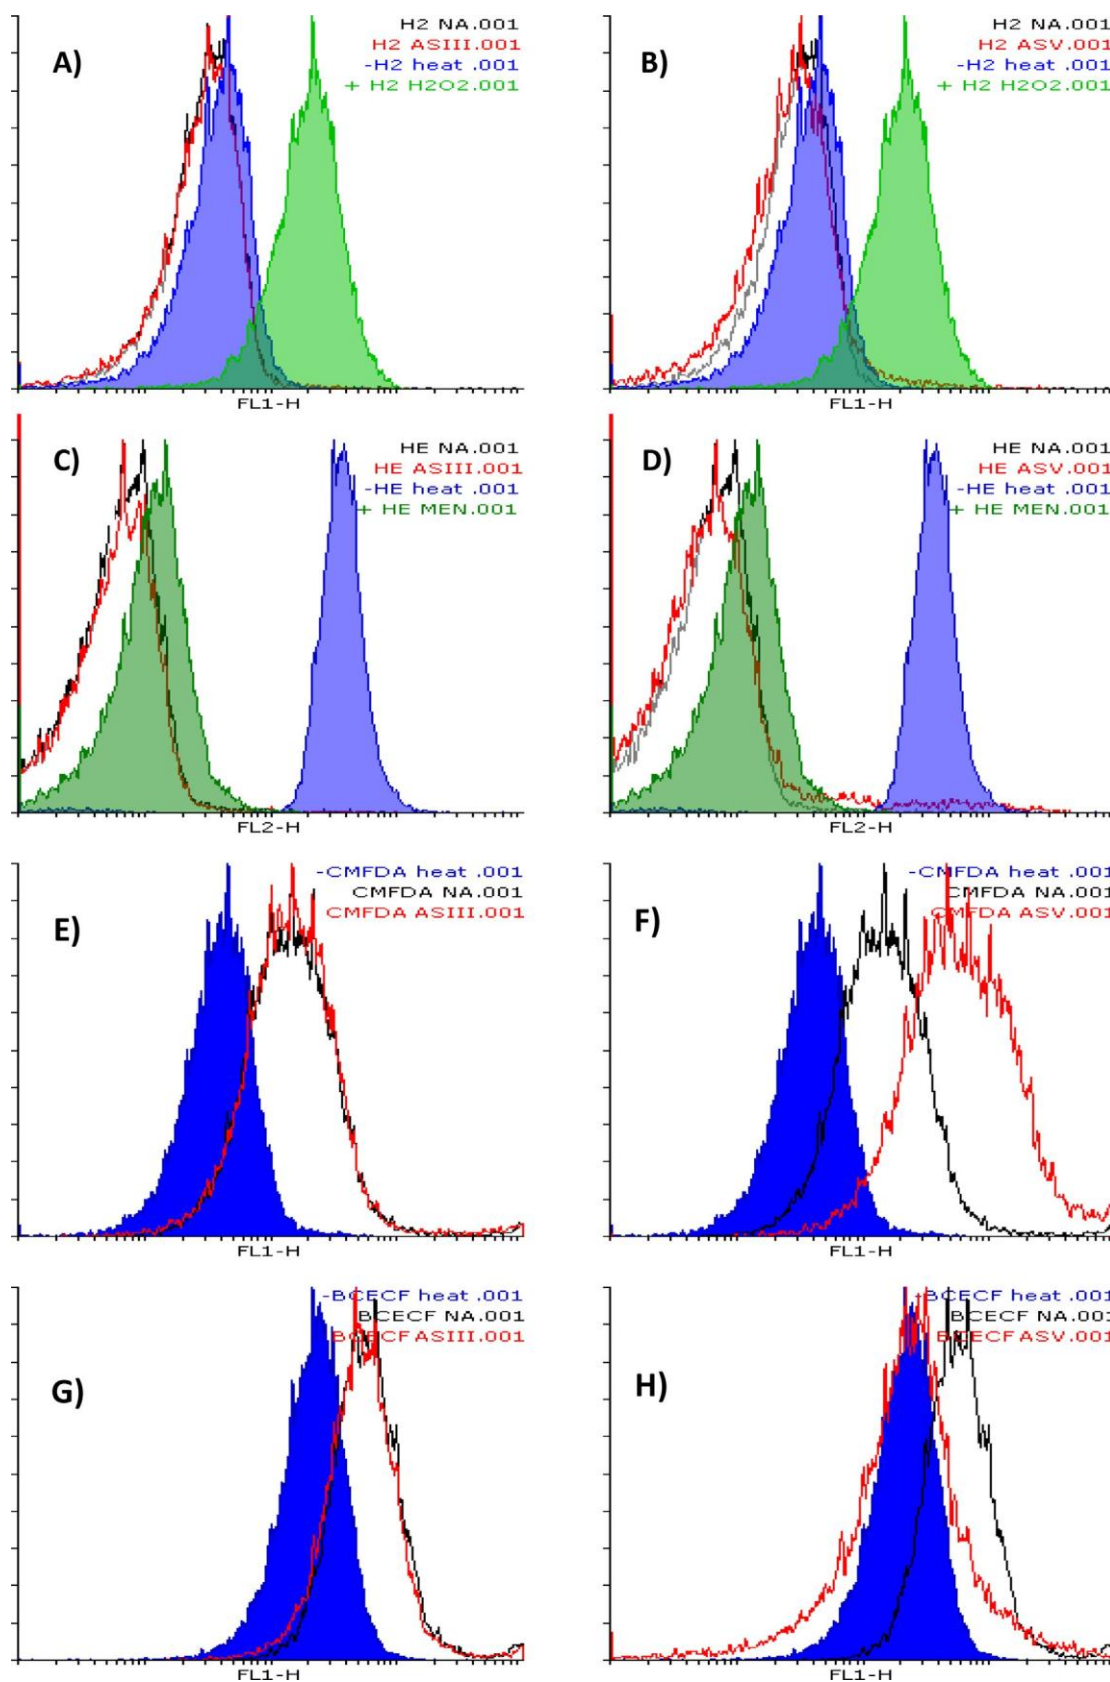 A)
H2 NA.001
H2 ASIII.001
-H2 heat .001
+ H2 H2O2.001
FL1-H
B)
H2 NA.001
H2 ASV.001
-H2 heat .001
+ H2 H2O2.001
FL1-H
C)
HE NA.001
HE ASIII.001
-HE heat .001
+ HE MEN.001
FL2-H
D)
HE NA.001
HE ASV.001
-HE heat .001
+ HE MEN.001
FL2-H
E)
-CMFDA heat .001
CMFDA NA.001
CMFDA ASIII.001
FL1-H
F)
-CMFDA heat .001
CMFDA NA.001
CMFDA ASV.001
FL1-H
G)
-BCECF heat .001
BCECF NA.001
BCECF ASIII.001
FL1-H
H)
-BCECF heat .001
BCECF NA.001
BCECF ASV.001
FL1-H